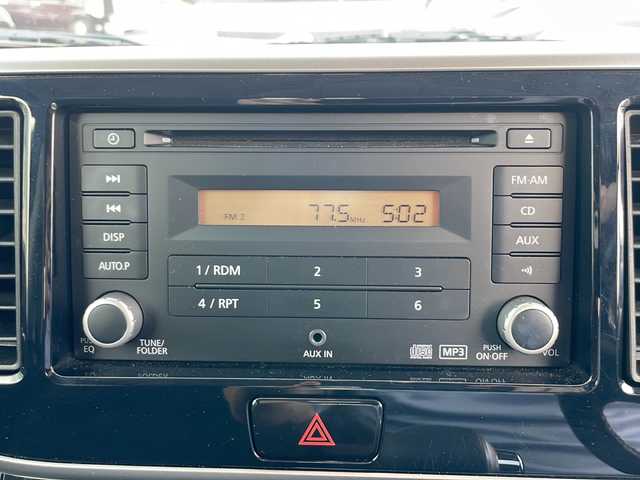 FM 2 77.5 MHz 5:02
DISP
AUTO.P
FM·AM
CD
AUX
1 / RDM 2 3
4 / RPT 5 6
PUSH EQ
TUNE/
FOLDER
AUX IN
MP3
PUSH
ON·OFF
VOL